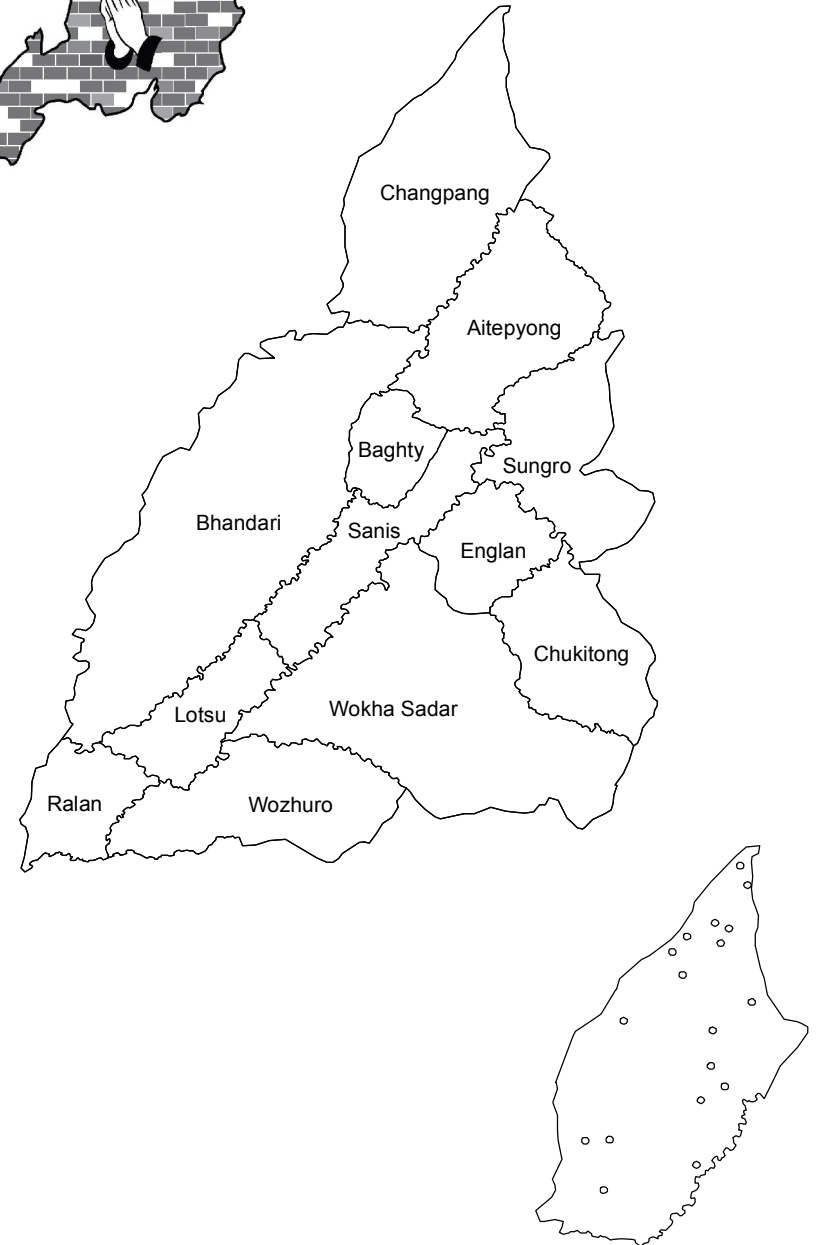 Changpang
Aitepyong
Baghty
Sungro
Bhandari
Sanis
Englan
Chukitong
Lotsu
Wokha Sadar
Ralan
Wozhuro